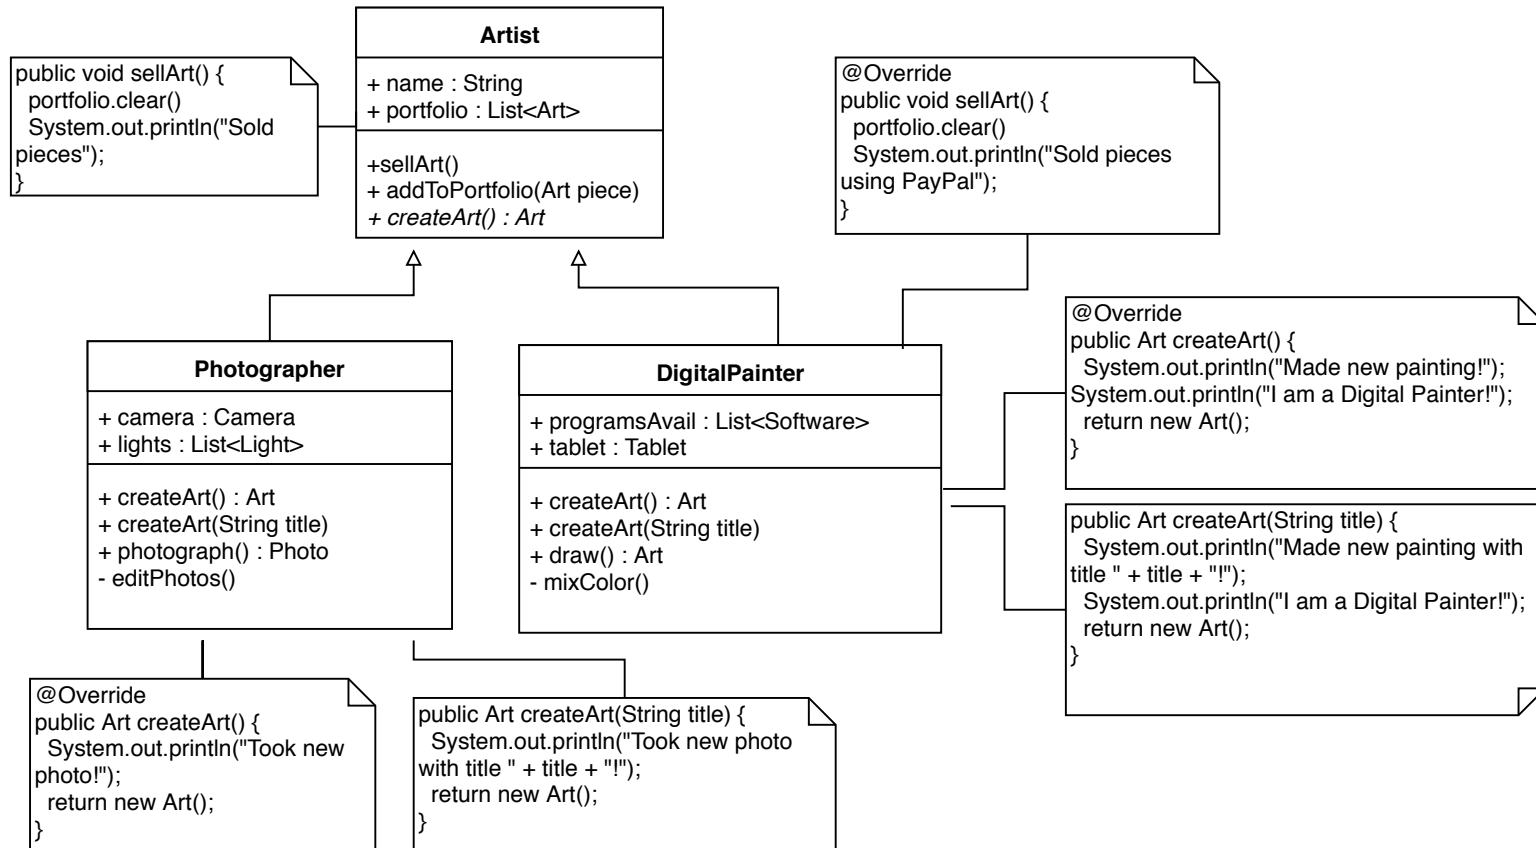 Artist
+ name : String
+ portfolio : List<Art>
+sellArt()
+ addToPortfolio(Art piece)
+ createArt() : Art
public void sellArt() {
  portfolio.clear()
  System.out.println("Sold
pieces");
}
@Override
public void sellArt() {
  portfolio.clear()
  System.out.println("Sold pieces
using PayPal");
}
Photographer
+ camera : Camera
+ lights : List<Light>
+ createArt() : Art
+ createArt(String title)
+ photograph() : Photo
- editPhotos()
DigitalPainter
+ programsAvail : List<Software>
+ tablet : Tablet
+ createArt() : Art
+ createArt(String title)
+ draw() : Art
- mixColor()
@Override
public Art createArt() {
  System.out.println("Made new painting!");
System.out.println("I am a Digital Painter!");
  return new Art();
}
public Art createArt(String title) {
  System.out.println("Made new painting with
title " + title + "!");
  System.out.println("I am a Digital Painter!");
  return new Art();
}
@Override
public Art createArt() {
  System.out.println("Took new
photo!");
  return new Art();
}
public Art createArt(String title) {
  System.out.println("Took new photo
with title " + title + "!");
  return new Art();
}